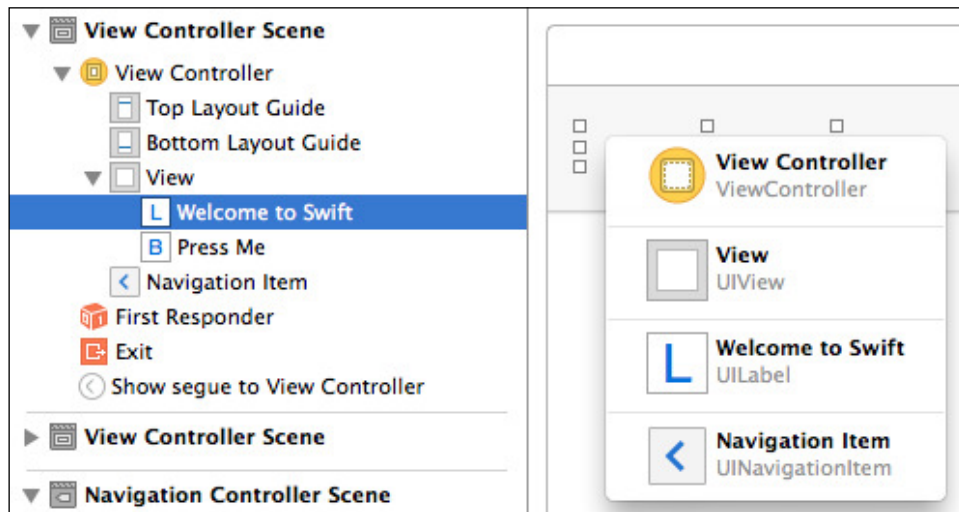 View Controller Scene
View Controller
Top Layout Guide
Bottom Layout Guide
View
L Welcome to Swift
B Press Me
Navigation Item
First Responder
Exit
Show segue to View Controller
View Controller Scene
Navigation Controller Scene
View Controller
ViewController
View
UIView
L
Welcome to Swift
UILabel
Navigation Item
UINavigationItem